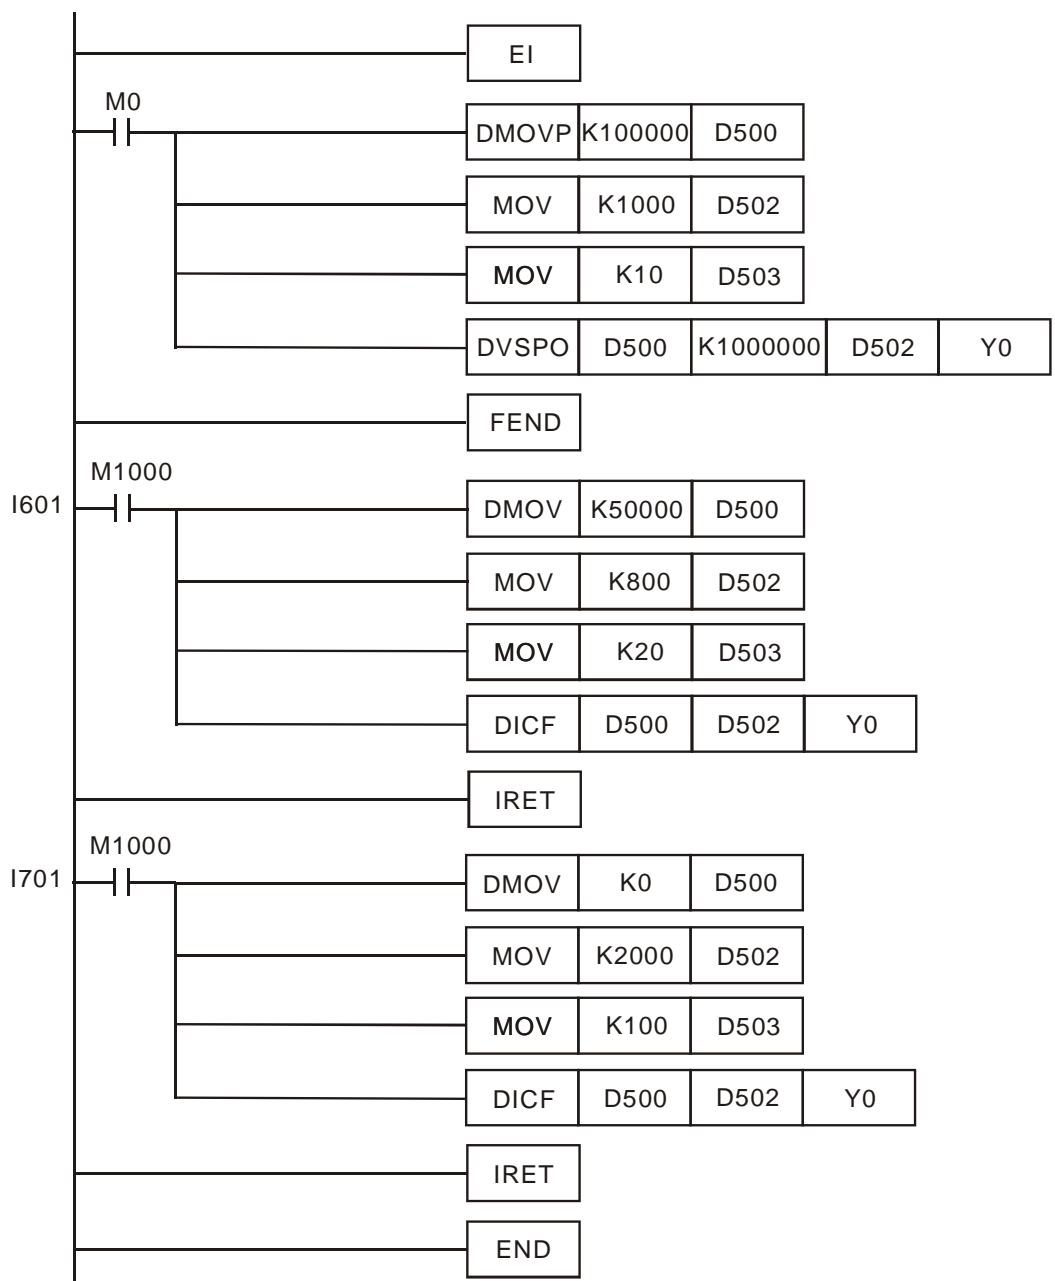 EI
M0
DMOVP K100000 D500
MOV K1000 D502
MOV K10 D503
DVSPO D500 K1000000 D502 Y0
FEND
M1000
I601 DMOV K50000 D500
MOV K800 D502
MOV K20 D503
DICF D500 D502 Y0
IRET
M1000
I701 DMOV K0 D500
MOV K2000 D502
MOV K100 D503
DICF D500 D502 Y0
IRET
END